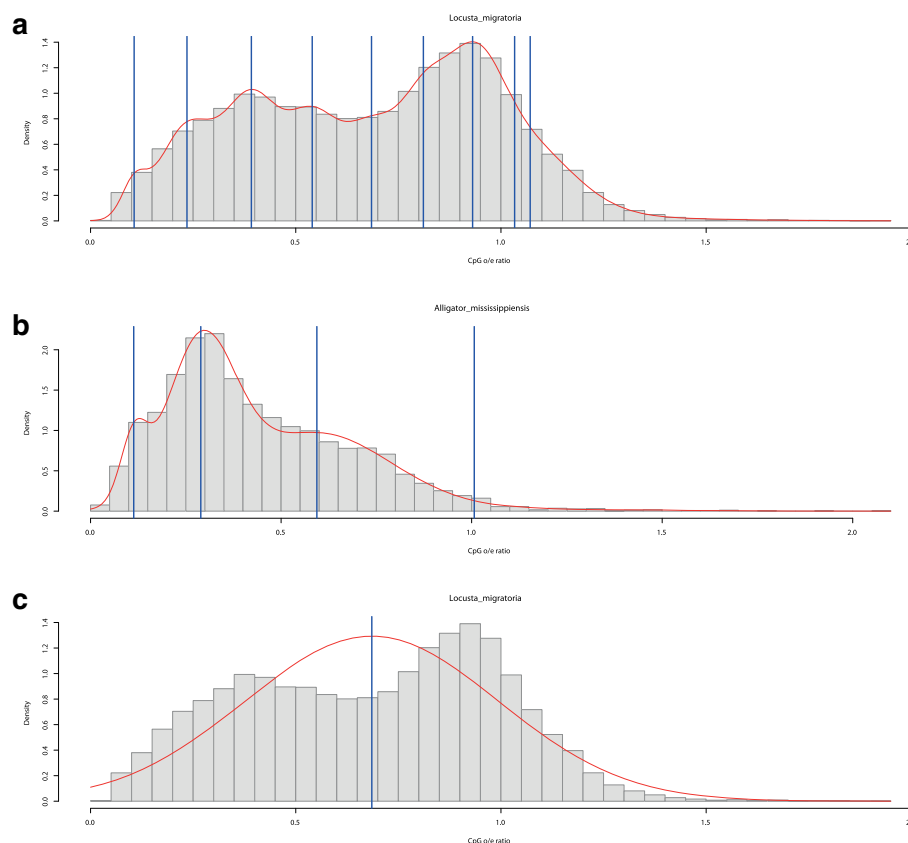 a
Locusta_migratoria
Density
0.0 0.2 0.4 0.6 0.8 1.0 1.2 1.4
0.0 0.5 1.0 1.5 2
CpG o/e ratio
b
Alligator_mississippiensis
Density
0.0 0.5 1.0 1.5 2.0
0.0 0.5 1.0 1.5 2.0
CpG o/e ratio
c
Locusta_migratoria
Density
0.0 0.2 0.4 0.6 0.8 1.0 1.2 1.4
0.0 0.5 1.0 1.5 2
CpG o/e ratio